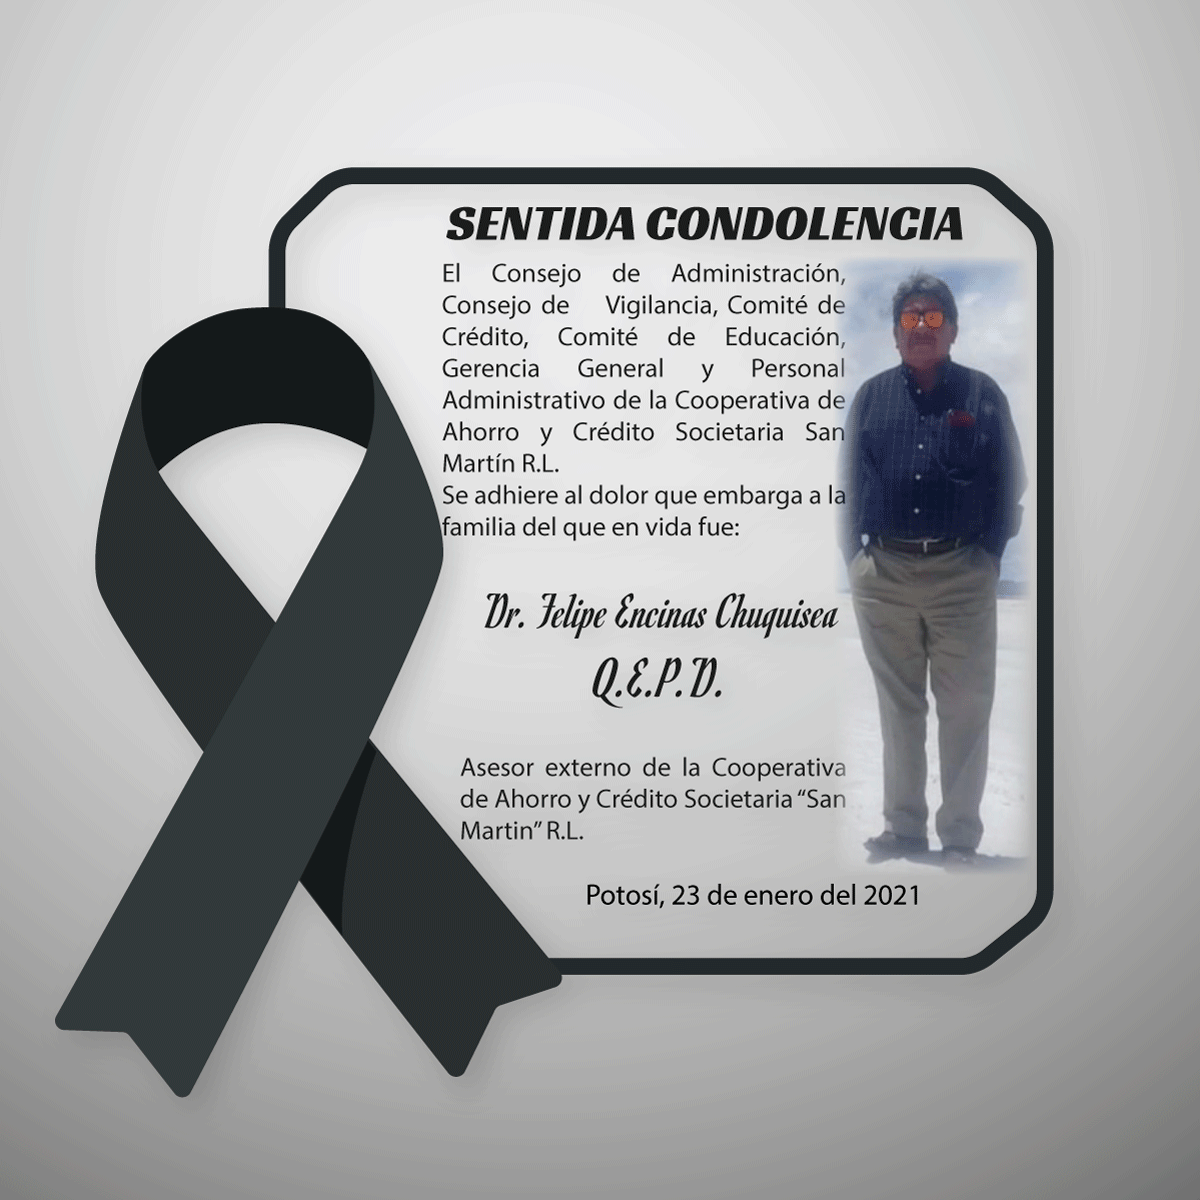 SENTIDA CONDOLENCIA
El Consejo de Administración,
Consejo de Vigilancia, Comité de
Crédito, Comité de Educación,
Gerencia General y Personal
Administrativo de la Cooperativa de
Ahorro y Crédito Societaria San
Martín R.L.
Se adhiere al dolor que embarga a la
familia del que en vida fue:
Dr. Felipe Encinas Chuquisea
Q.E.P.D.
Asesor externo de la Cooperativa
de Ahorro y Crédito Societaria “San
Martin” R.L.
Potosí, 23 de enero del 2021